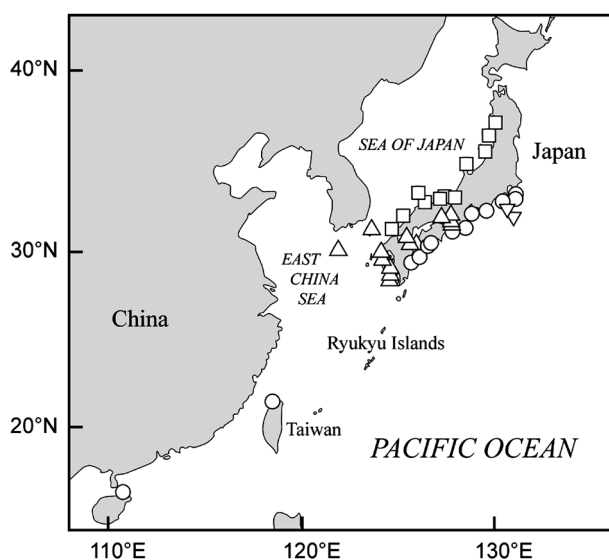 40°N
SEA OF JAPAN
Japan
30°N
EAST
CHINA
SEA
China
Ryukyu Islands
20°N
Taiwan
PACIFIC OCEAN
110°E 120°E 130°E